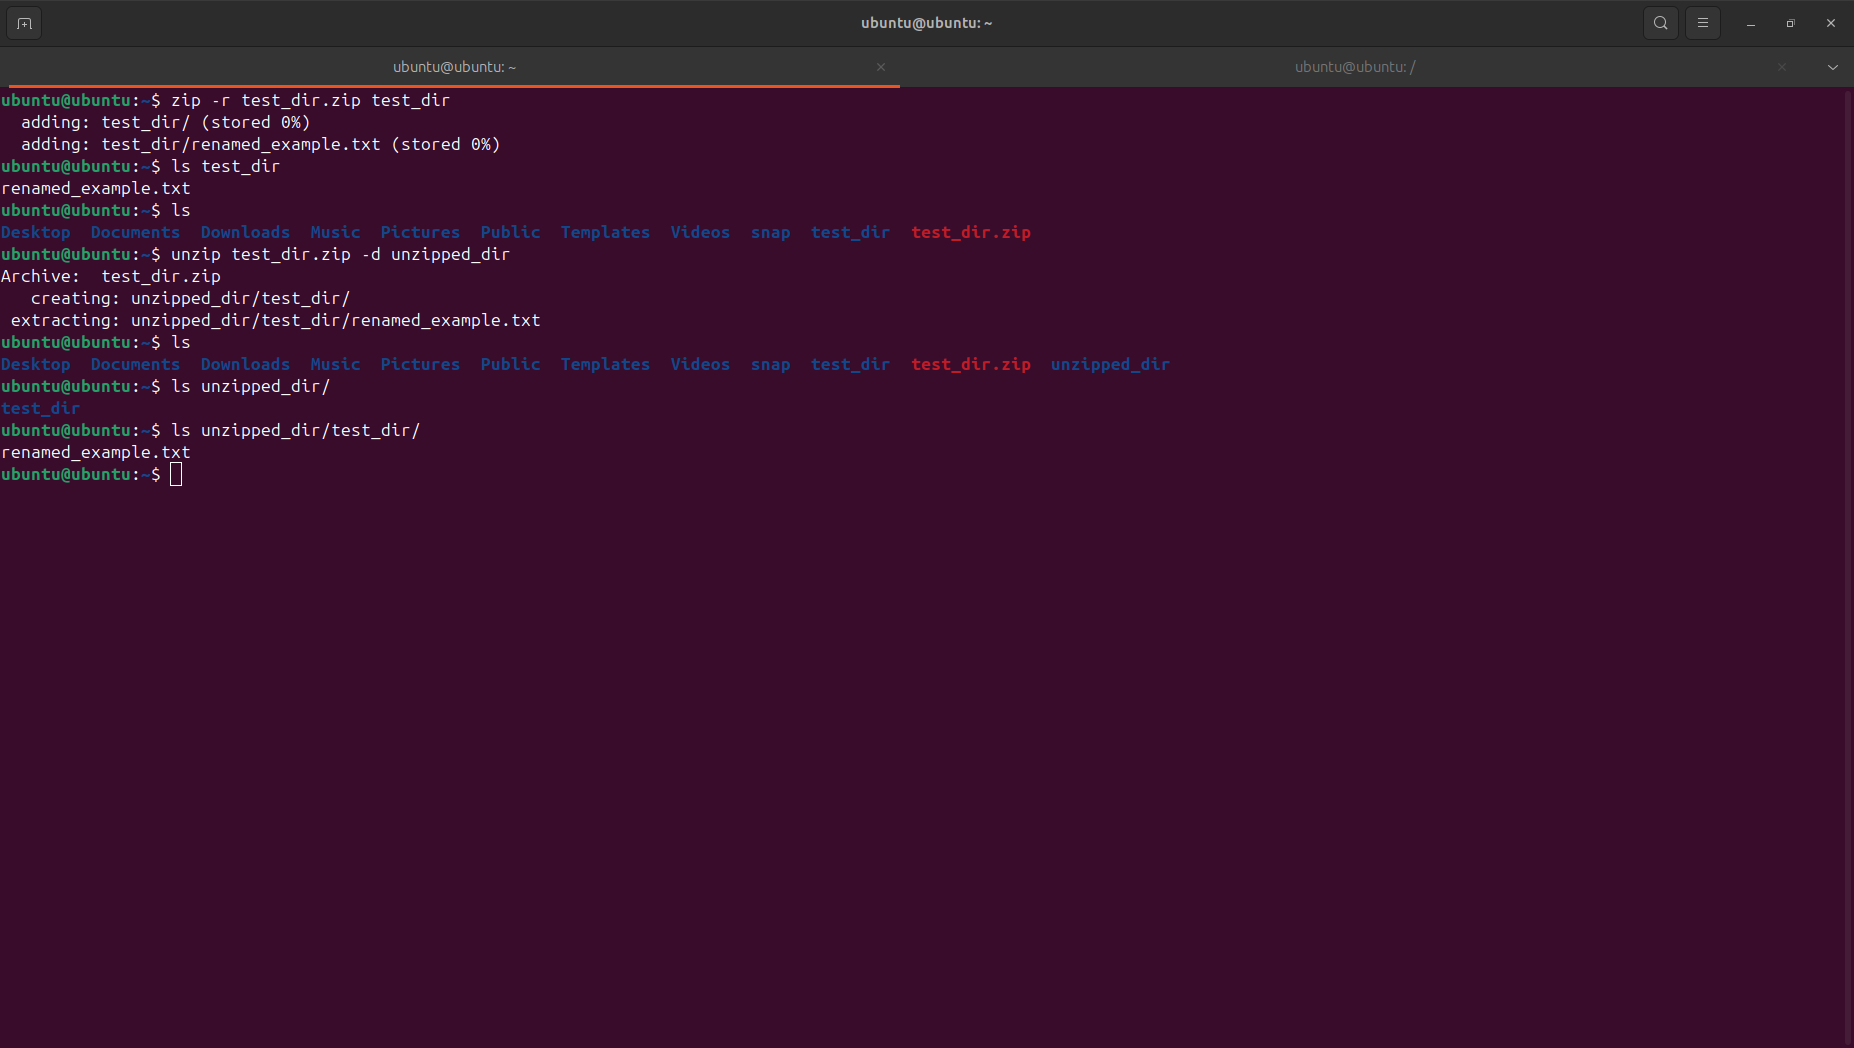 ubuntu@ubuntu: ~
ubuntu@ubuntu: ~ ubuntu@ubuntu: /
ubuntu@ubuntu:~$ zip -r test_dir.zip test_dir
  adding: test_dir/ (stored 0%)
  adding: test_dir/renamed_example.txt (stored 0%)
ubuntu@ubuntu:~$ ls test_dir
renamed_example.txt
ubuntu@ubuntu:~$ ls
Desktop  Documents  Downloads  Music  Pictures  Public  Templates  Videos  snap  test_dir  test_dir.zip
ubuntu@ubuntu:~$ unzip test_dir.zip -d unzipped_dir
Archive:  test_dir.zip
   creating: unzipped_dir/test_dir/
 extracting: unzipped_dir/test_dir/renamed_example.txt
ubuntu@ubuntu:~$ ls
Desktop  Documents  Downloads  Music  Pictures  Public  Templates  Videos  snap  test_dir  test_dir.zip  unzipped_dir
ubuntu@ubuntu:~$ ls unzipped_dir/
test_dir
ubuntu@ubuntu:~$ ls unzipped_dir/test_dir/
renamed_example.txt
ubuntu@ubuntu:~$